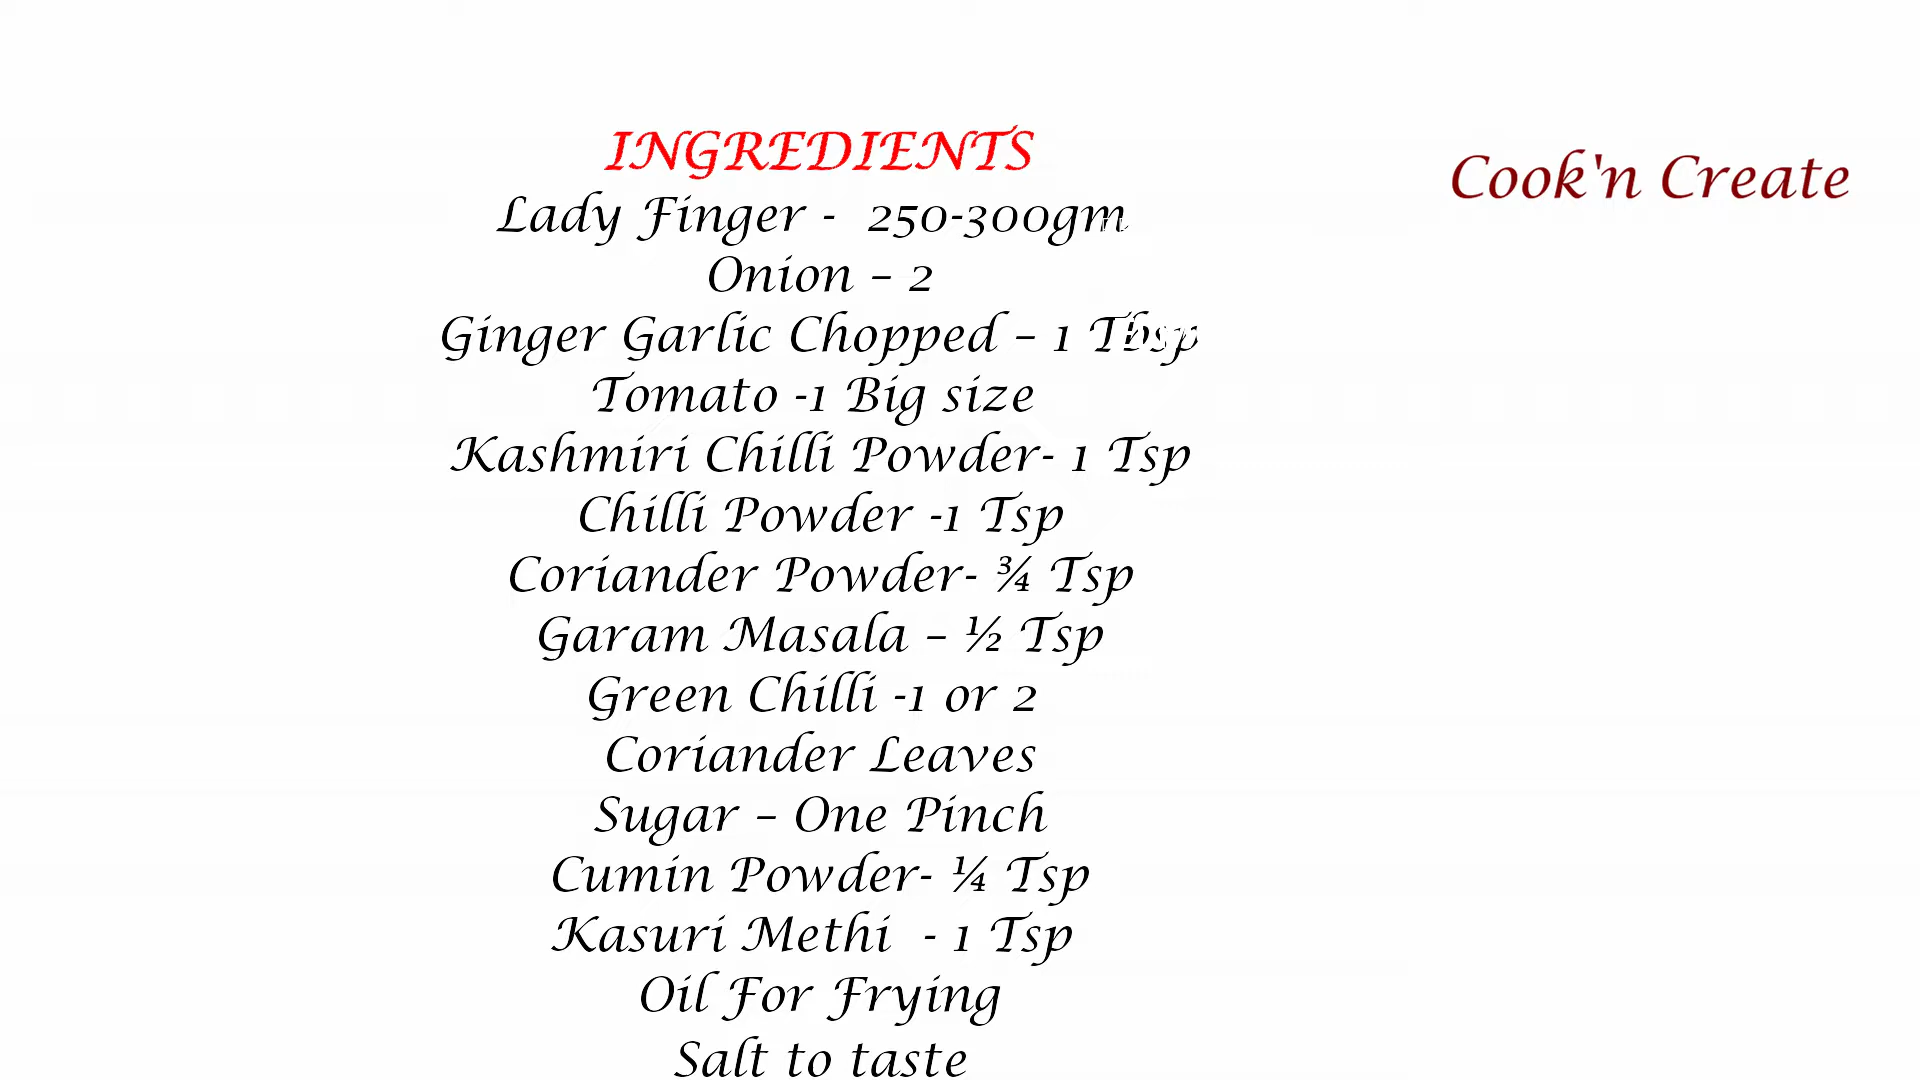 INGREDIENTS
Cook'n Create
Lady Finger -  250-300gm
Onion – 2
Ginger Garlic Chopped – 1 Tbsp
Tomato -1 Big size
Kashmiri Chilli Powder- 1 Tsp
Chilli Powder -1 Tsp
Coriander Powder- ¾ Tsp
Garam Masala – ½ Tsp
Green Chilli -1 or 2
Coriander Leaves
Sugar – One Pinch
Cumin Powder- ¼ Tsp
Kasuri Methi  - 1 Tsp
Oil For Frying
Salt to taste